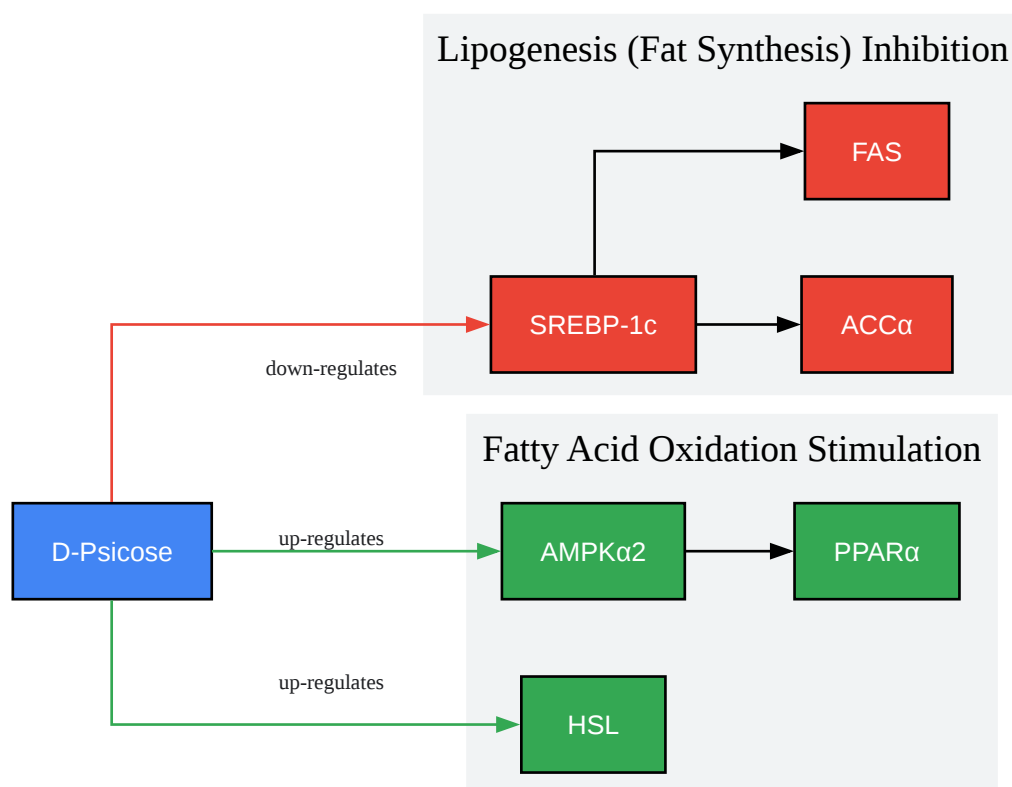 Lipogenesis (Fat Synthesis) Inhibition
FAS
SREBP-1c
ACCα
down-regulates
Fatty Acid Oxidation Stimulation
D-Psicose
up-regulates
AMPKα2
PPARα
up-regulates
HSL